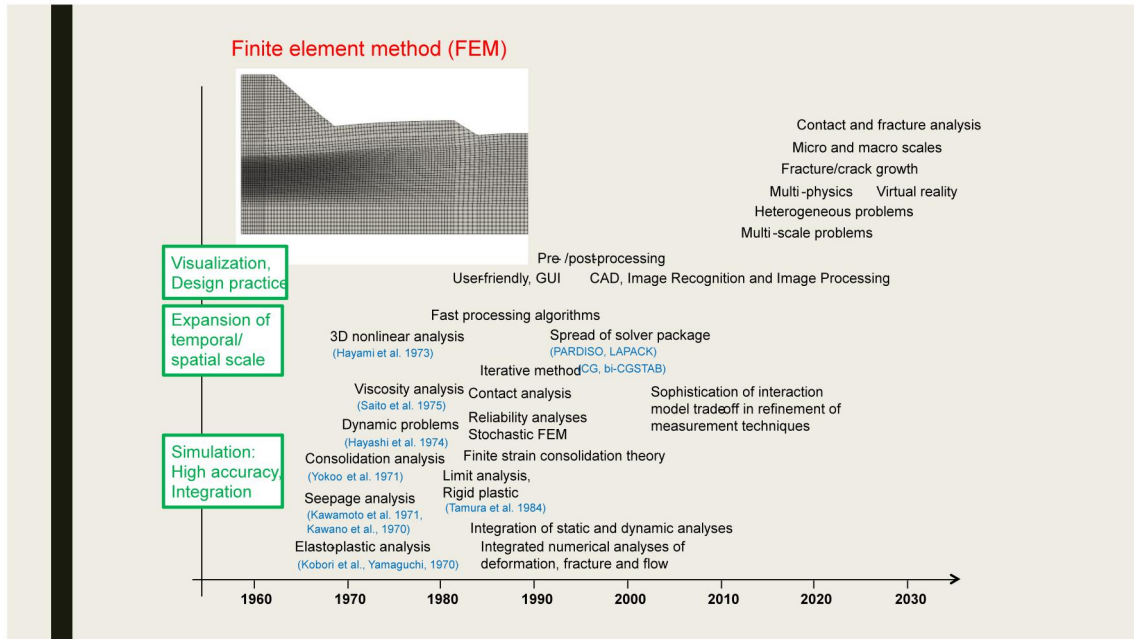 Finite element method (FEM)
Contact and fracture analysis
Micro and macro scales
Fracture/crack growth
Multi-physics Virtual reality
Heterogeneous problems
Multi-scale problems
Visualization,
Design practice
Pre- /post-processing
User-friendly, GUI CAD, Image Recognition and Image Processing
Expansion of
temporal/
spatial scale
Fast processing algorithms
3D nonlinear analysis
(Hayami et al. 1973)
Spread of solver package
(PARDISO, LAPACK)
Iterative method (CG, bi-CGSTAB)
Viscosity analysis
(Saito et al. 1975)
Contact analysis
Sophistication of interaction
model tradeoff in refinement of
measurement techniques
Dynamic problems
(Hayashi et al. 1974)
Reliability analyses
Stochastic FEM
Simulation:
High accuracy,
Integration
Consolidation analysis
(Yokoo et al. 1971)
Finite strain consolidation theory
Limit analysis,
Rigid plastic
(Tamura et al. 1984)
Seepage analysis
(Kawamoto et al. 1971,
Kawano et al., 1970)
Integration of static and dynamic analyses
Elasto-plastic analysis
(Kobori et al., Yamaguchi, 1970)
Integrated numerical analyses of
deformation, fracture and flow
1960 1970 1980 1990 2000 2010 2020 2030